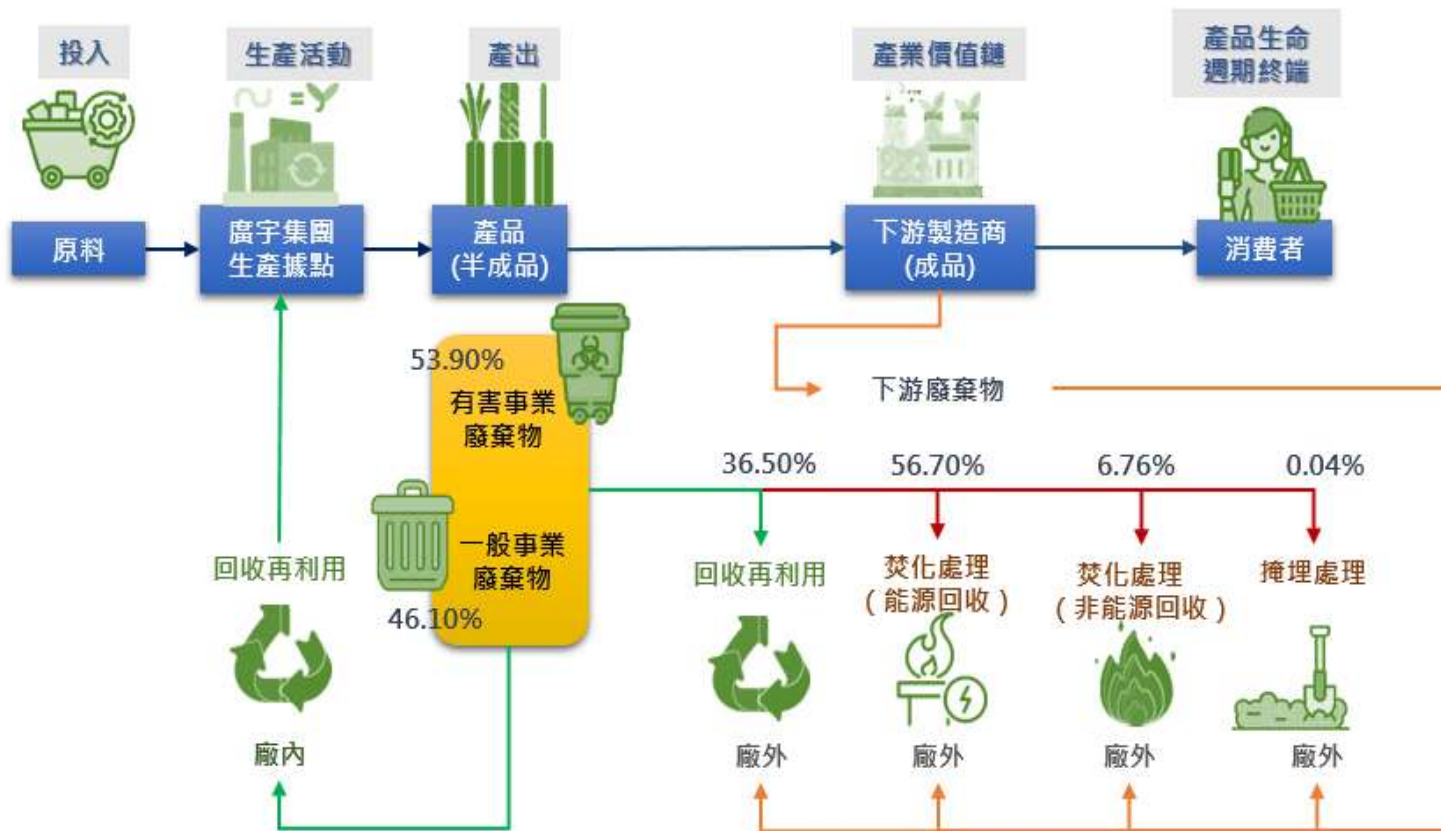 投入
生產活動
產出
產業價值鏈
產品生命
週期終端
原料
廣宇集團
生產據點
產品
(半成品)
下游製造商
(成品)
消費者
53.90%
有害事業
廢棄物
下游廢棄物
36.50%
56.70%
6.76%
0.04%
一般事業
廢棄物
46.10%
回收再利用
廠內
回收再利用
廠外
焚化處理
(能源回收)
廠外
焚化處理
(非能源回收)
廠外
掩埋處理
廠外